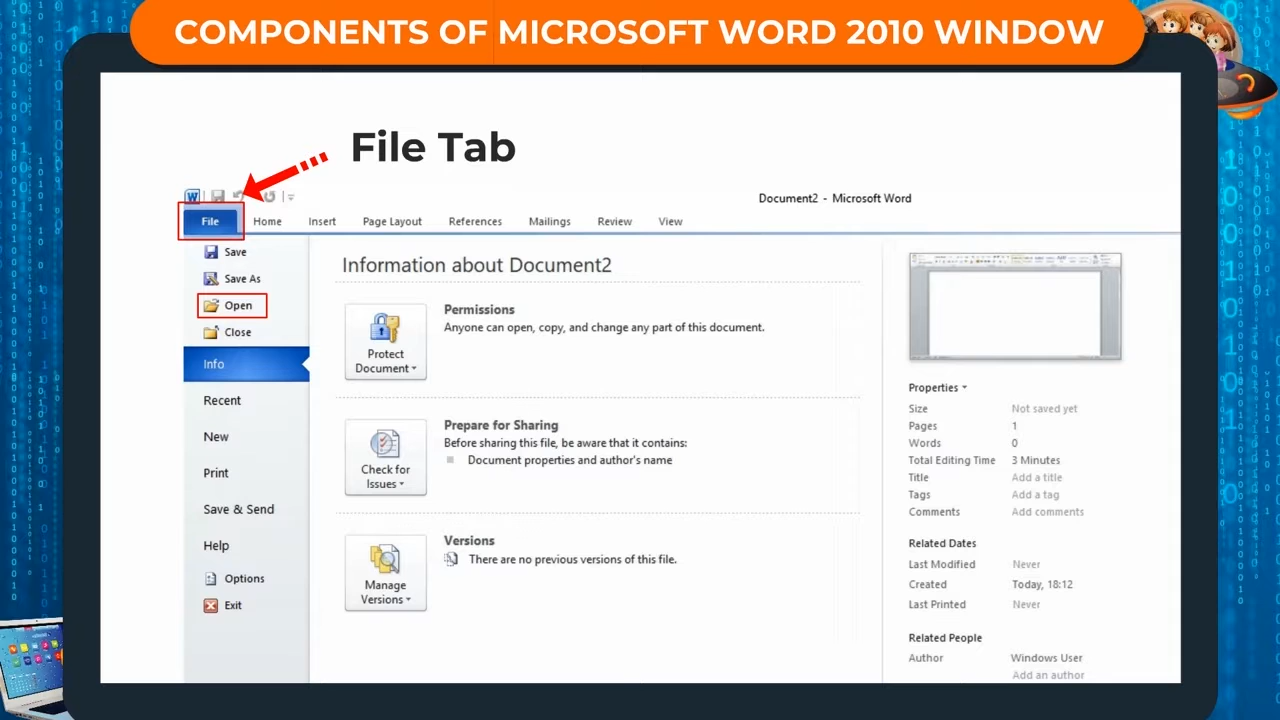 COMPONENTS OF MICROSOFT WORD 2010 WINDOW
File Tab
Document2 - Microsoft Word
File Home Insert Page Layout References Mailings Review View
Save
Save As
Open
Close
Info
Recent
New
Print
Save & Send
Help
Options
Exit
Information about Document2
Protect
Document
Permissions
Anyone can open, copy, and change any part of this document.
Check for
Issues
Prepare for Sharing
Before sharing this file, be aware that it contains:
Document properties and author's name
Manage
Versions
Versions
There are no previous versions of this file.
Properties
Size Not saved yet
Pages 1
Words 0
Total Editing Time 3 Minutes
Title Add a title
Tags Add a tag
Comments Add comments
Related Dates
Last Modified Never
Created Today, 18:12
Last Printed Never
Related People
Author Windows User
Add an author